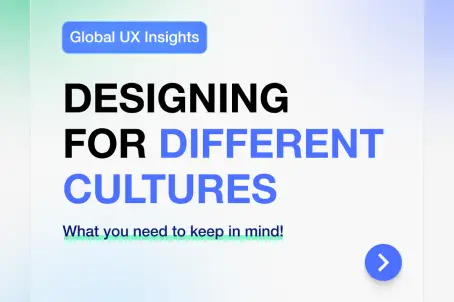 Global UX Insights
DESIGNING
FOR DIFFERENT
CULTURES
What you need to keep in mind!